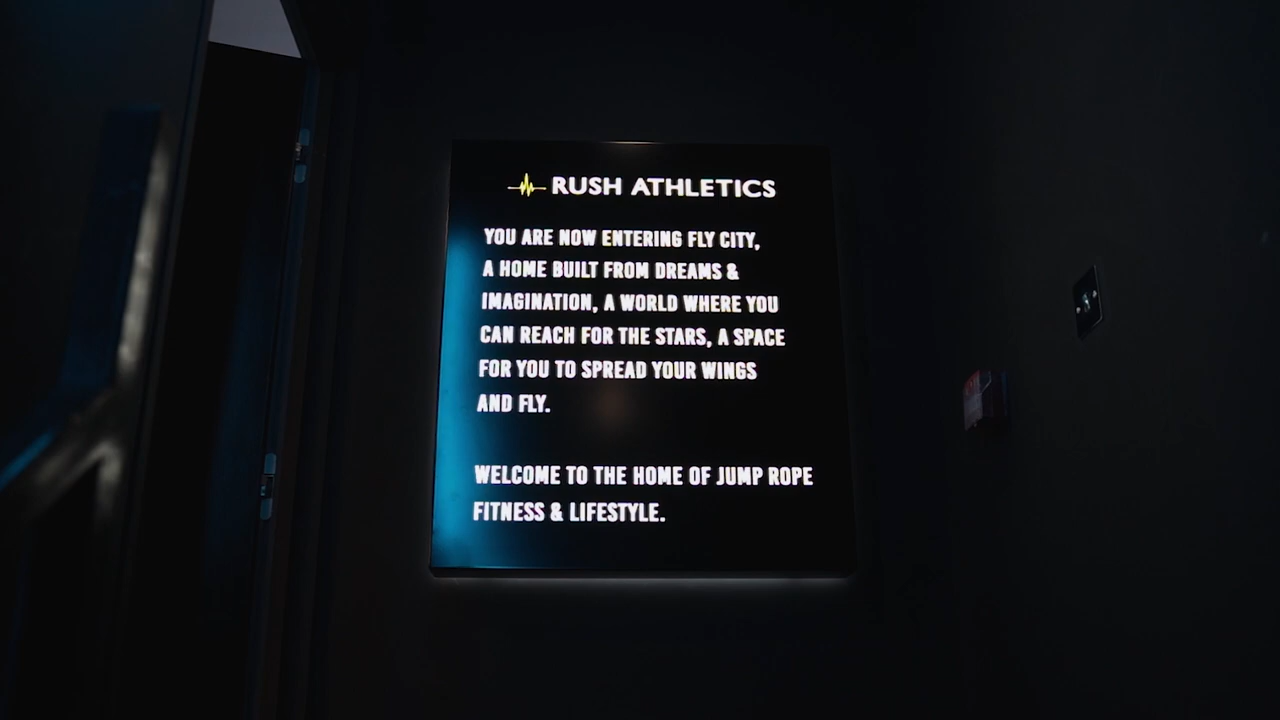 RUSH ATHLETICS
YOU ARE NOW ENTERING FLY CITY,
A HOME BUILT FROM DREAMS &
IMAGINATION, A WORLD WHERE YOU
CAN REACH FOR THE STARS, A SPACE
FOR YOU TO SPREAD YOUR WINGS
AND FLY.
WELCOME TO THE HOME OF JUMP ROPE
FITNESS & LIFESTYLE.